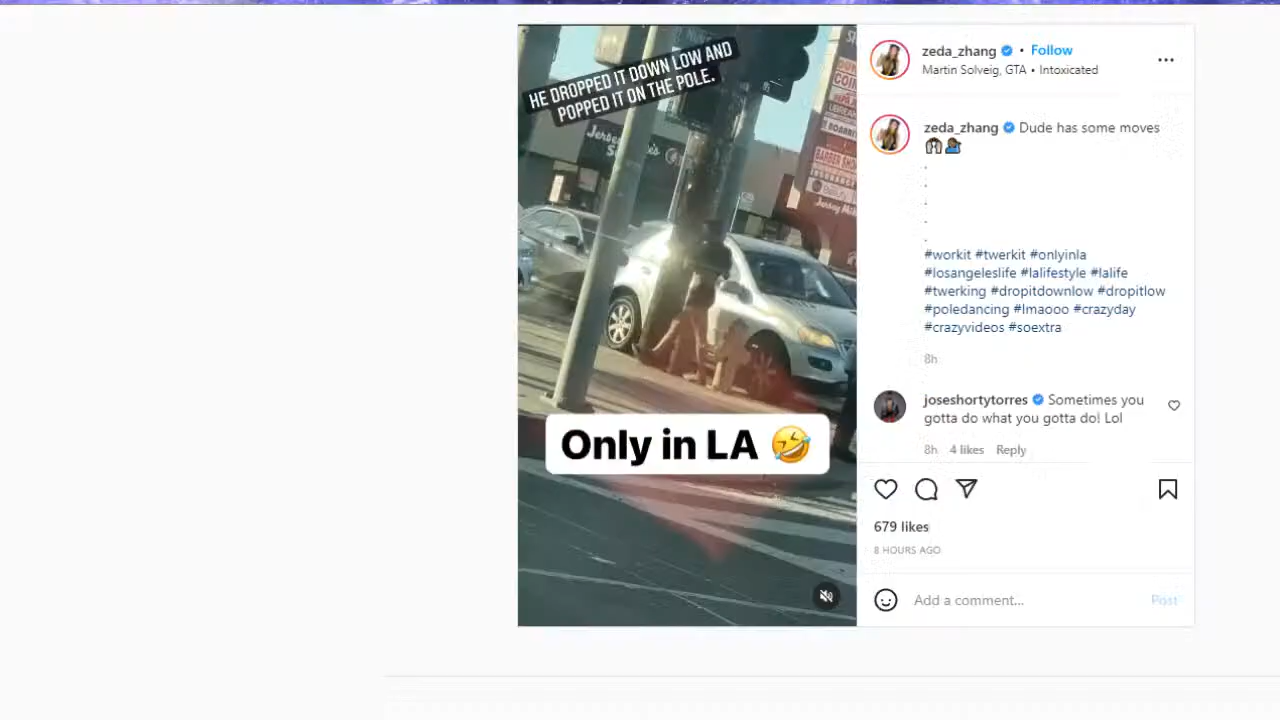 HE DROPPED IT DOWN LOW AND
POPPED IT ON THE POLE.
Only in LA 🤣
zeda_zhang • Follow
Martin Solveig, GTA • Intoxicated
zeda_zhang Dude has some moves
.
.
.
.
.
#workit #twerkit #onlyinla
#losangeleslife #lalifestyle #lalife
#twerking #dropitdownlow #dropitlow
#poledancing #lmaooo #crazyday
#crazyvideos #soextra
8h
joseshortytorres Sometimes you
gotta do what you gotta do! Lol
8h 4 likes Reply
679 likes
8 HOURS AGO
Add a comment... Post